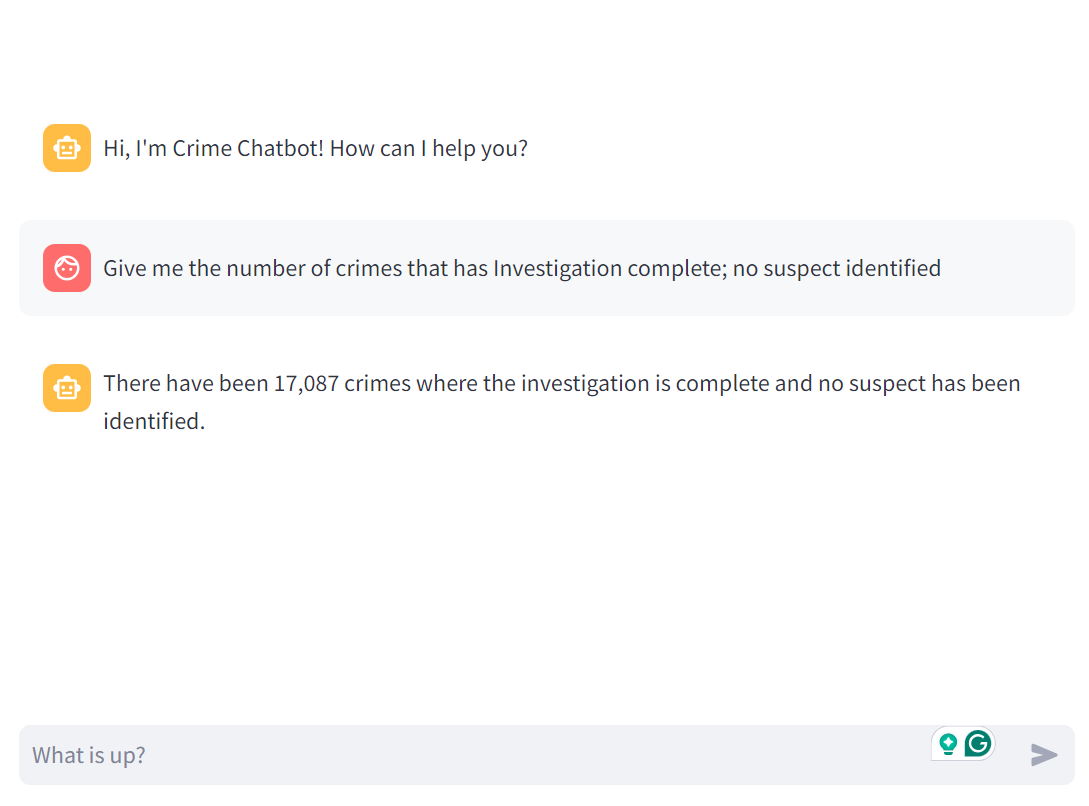 Hi, I'm Crime Chatbot! How can I help you?
Give me the number of crimes that has Investigation complete; no suspect identified
There have been 17,087 crimes where the investigation is complete and no suspect has been
identified.
What is up?